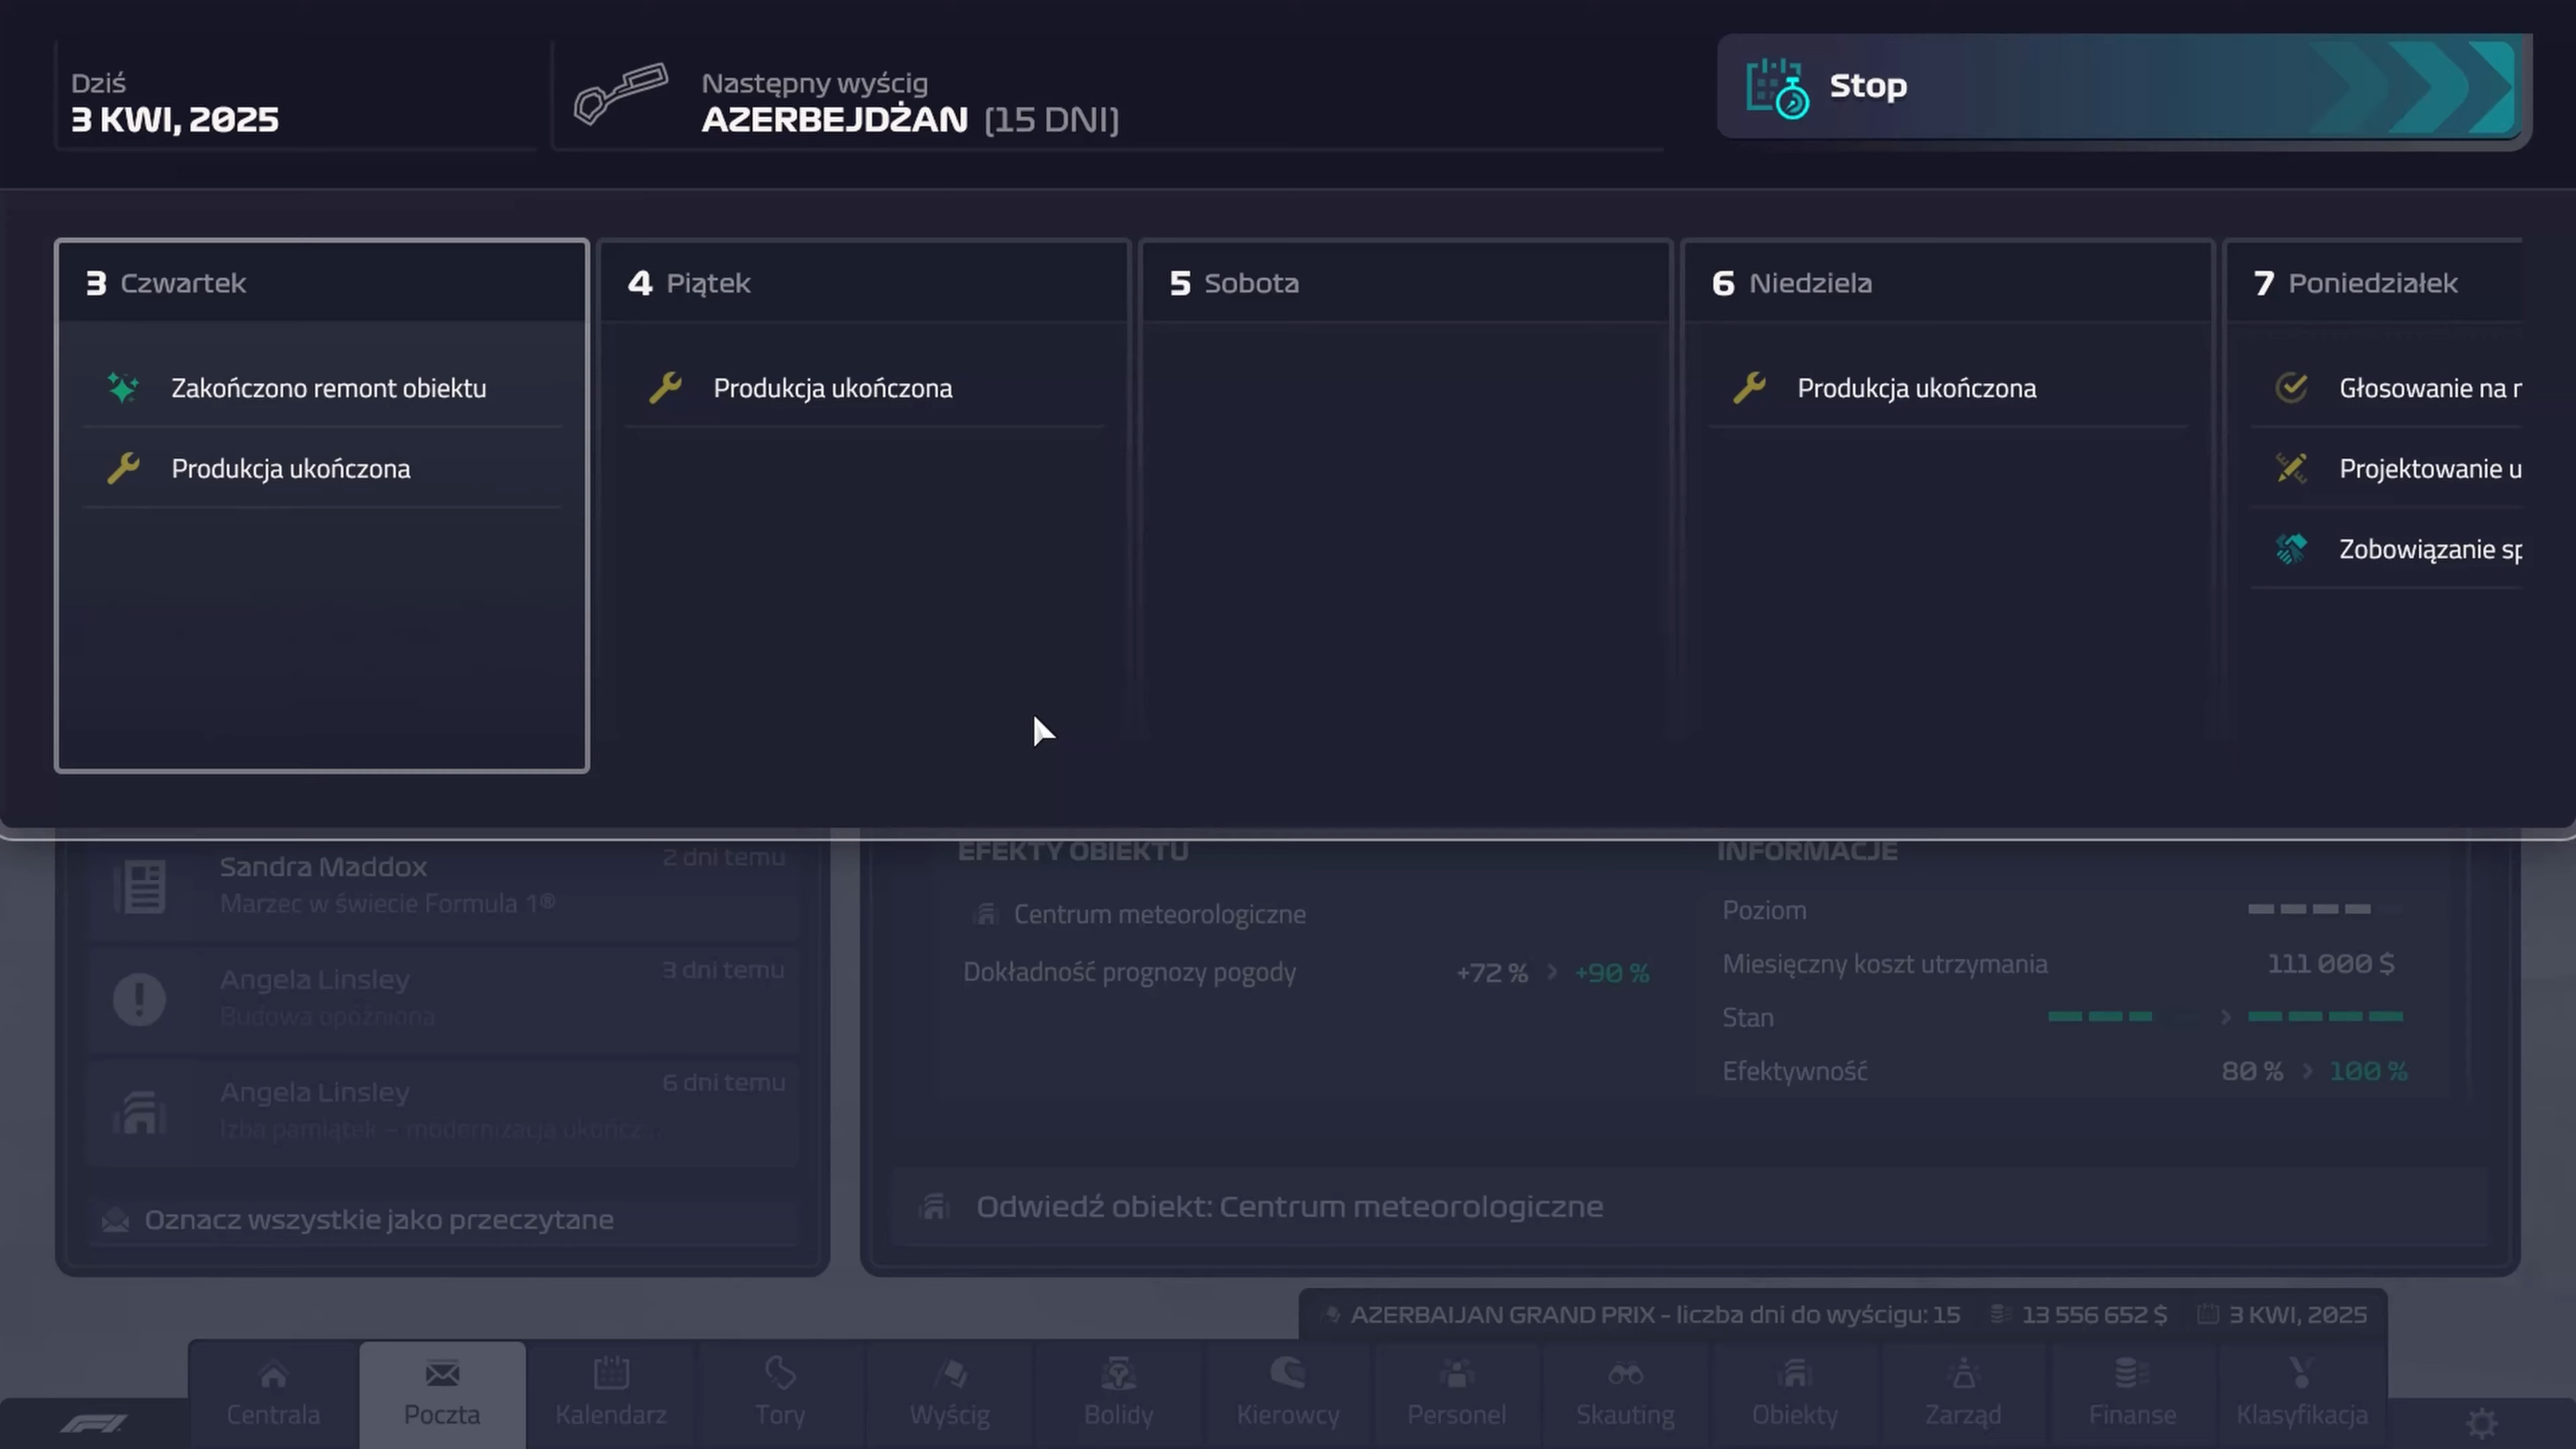 Dziś
3 KWI, 2025
Następny wyścig
AZERBEJDŻAN (15 DNI)
Stop
3 Czwartek
Zakończono remont obiektu
Produkcja ukończona
4 Piątek
Produkcja ukończona
5 Sobota
6 Niedziela
Produkcja ukończona
7 Poniedziałek
Głosowanie na r
Projektowanie u
Zobowiązanie sp
Sandra Maddox
2 dni temu
Marzec w świecie Formula 1®
Angela Linsley
3 dni temu
Budowa opóźniona
Angela Linsley
6 dni temu
Izba pamiątek – modernizacja ukończ...
Oznacz wszystkie jako przeczytane
EFEKTY OBIEKTU
Centrum meteorologiczne
Dokładność prognozy pogody
+72 % > +90 %
INFORMACJE
Poziom
Miesięczny koszt utrzymania
111 000 $
Stan
Efektywność
80 % > 100 %
Odwiedź obiekt: Centrum meteorologiczne
AZERBAIJAN GRAND PRIX – liczba dni do wyścigu: 15
13 556 652 $
3 KWI, 2025
Centrala
Poczta
Kalendarz
Tory
Wyścig
Bolidy
Kierowcy
Personel
Skauting
Obiekty
Zarząd
Finanse
Klasyfikacja